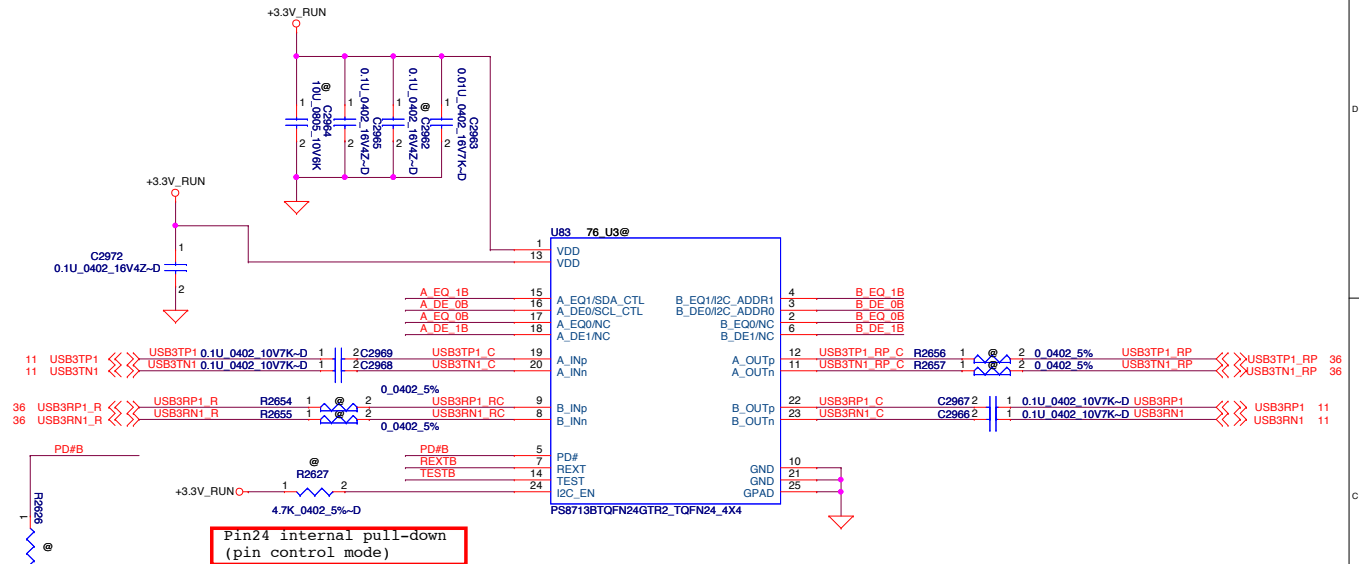 +3.3V_RUN
D
@
C2964
10U_0805_10V6K
1
2
C2965
0.1U_0402_16V4Z~D
1
2
@
C2962
0.1U_0402_16V4Z~D
1
2
C2963
0.01U_0402_16V7K~D
1
2
+3.3V_RUN
C2972
0.1U_0402_16V4Z~D
1
2
U83 76_U3@
1 VDD
13 VDD
A_EQ_1B 15 A_EQ1/SDA_CTL B_EQ1/I2C_ADDR1 4 B_EQ_1B
A_DE_0B 16 A_DE0/SCL_CTL B_DE0/I2C_ADDR0 3 B_DE_0B
A_EQ_0B 17 A_EQ0/NC B_EQ0/NC 2 B_EQ_0B
A_DE_1B 18 A_DE1/NC B_DE1/NC 6 B_DE_1B
11 USB3TP1 USB3TP1 0.1U_0402_10V7K~D 1 2 C2969 USB3TP1_C 19 A_INp A_OUTp 12 USB3TP1_RP_C R2656 1 @ 2 0_0402_5% USB3TP1_RP USB3TP1_RP 36
11 USB3TN1 USB3TN1 0.1U_0402_10V7K~D 1 2 C2968 USB3TN1_C 20 A_INn A_OUTn 11 USB3TN1_RP_C R2657 1 @ 2 0_0402_5% USB3TN1_RP USB3TN1_RP 36
0_0402_5%
36 USB3RP1_R USB3RP1_R R2654 1 @ 2 USB3RP1_RC 9 B_INp B_OUTp 22 USB3RP1_C C2967 2 1 0.1U_0402_10V7K~D USB3RP1 USB3RP1 11
36 USB3RN1_R USB3RN1_R R2655 1 @ 2 USB3RN1_RC 8 B_INn B_OUTn 23 USB3RN1_C C2966 2 1 0.1U_0402_10V7K~D USB3RN1 USB3RN1 11
0_0402_5%
PD#B
PD#B 5 PD#
REXTB 7 REXT GND 10
TESTB 14 TEST GND 21
24 I2C_EN GPAD 25
@
R2627
+3.3V_RUN 1 2
4.7K_0402_5%~D
PS8713BTQFN24GTR2_TQFN24_4X4
C
R2626
1
@
Pin24 internal pull-down
(pin control mode)